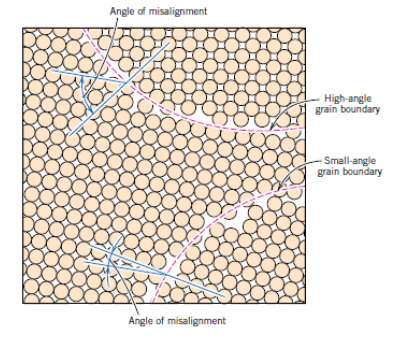 Angle of misalignment
High-angle
grain boundary
Small-angle
grain boundary
Angle of misalignment